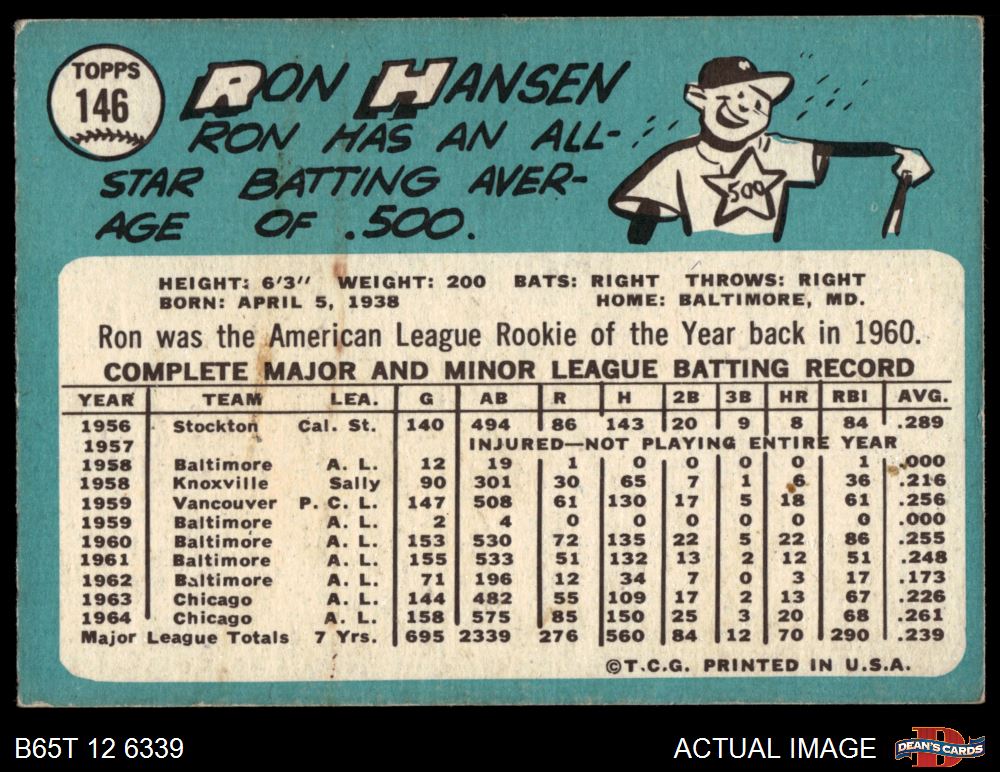 TOPPS
146
RON HANSEN
RON HAS AN ALL-
STAR BATTING AVER-
AGE OF .500.
500
HEIGHT: 6'3" WEIGHT: 200 BATS: RIGHT THROWS: RIGHT
BORN: APRIL 5, 1938 HOME: BALTIMORE, MD.
Ron was the American League Rookie of the Year back in 1960.
COMPLETE MAJOR AND MINOR LEAGUE BATTING RECORD
YEAR TEAM LEA. G AB R H 2B 3B HR RBI AVG.
1956 Stockton Cal. St. 140 494 86 143 20 9 8 84 .289
1957 INJURED—NOT PLAYING ENTIRE YEAR
1958 Baltimore A. L. 12 19 1 0 0 0 0 1 .000
1958 Knoxville Sally 90 301 30 65 7 1 6 36 .216
1959 Vancouver P. C. L. 147 508 61 130 17 5 18 61 .256
1959 Baltimore A. L. 2 4 0 0 0 0 0 0 .000
1960 Baltimore A. L. 153 530 72 135 22 5 22 86 .255
1961 Baltimore A. L. 155 533 51 132 13 2 12 51 .248
1962 Baltimore A. L. 71 196 12 34 7 0 3 17 .173
1963 Chicago A. L. 144 482 55 109 17 2 13 67 .226
1964 Chicago A. L. 158 575 85 150 25 3 20 68 .261
Major League Totals 7 Yrs. 695 2339 276 560 84 12 70 290 .239
©T.C.G. PRINTED IN U.S.A.
B65T 12 6339 ACTUAL IMAGE
D
DEAN'S CARDS